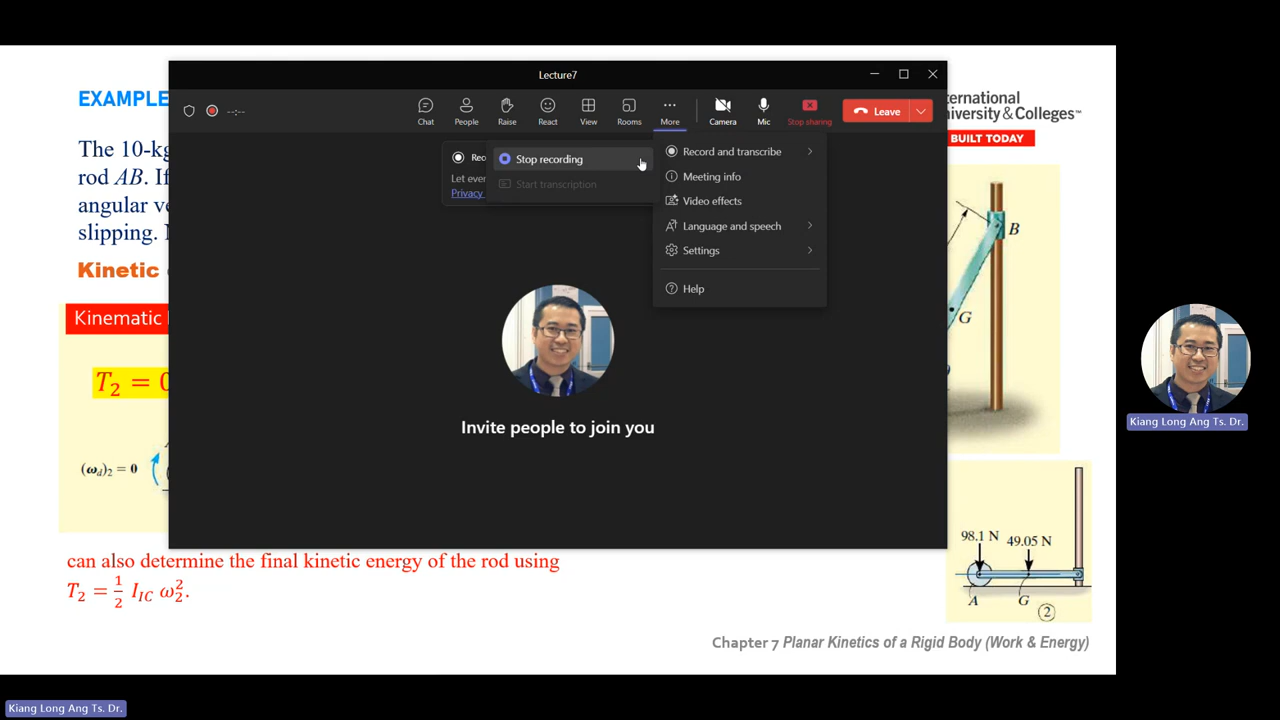 Lecture7
EXAMPLE
ternational
iversity & Colleges™
BUILT TODAY
--:--
Chat
People
Raise
React
View
Rooms
More
Camera
Mic
Stop sharing
Leave
The 10-kg
rod AB. If
angular ve
slipping.
Rec
Let ever
Privacy
Stop recording
Start transcription
Record and transcribe
Meeting info
Video effects
Language and speech
Settings
Help
B
G
Kinetic
Kinematic
T₂ = 0
(ω_d)₂ = 0
Invite people to join you
Kiang Long Ang Ts. Dr.
98.1 N 49.05 N
A G
2
can also determine the final kinetic energy of the rod using
T₂ = 1/2 I_IC ω₂².
Chapter 7 Planar Kinetics of a Rigid Body (Work & Energy)
Kiang Long Ang Ts. Dr.